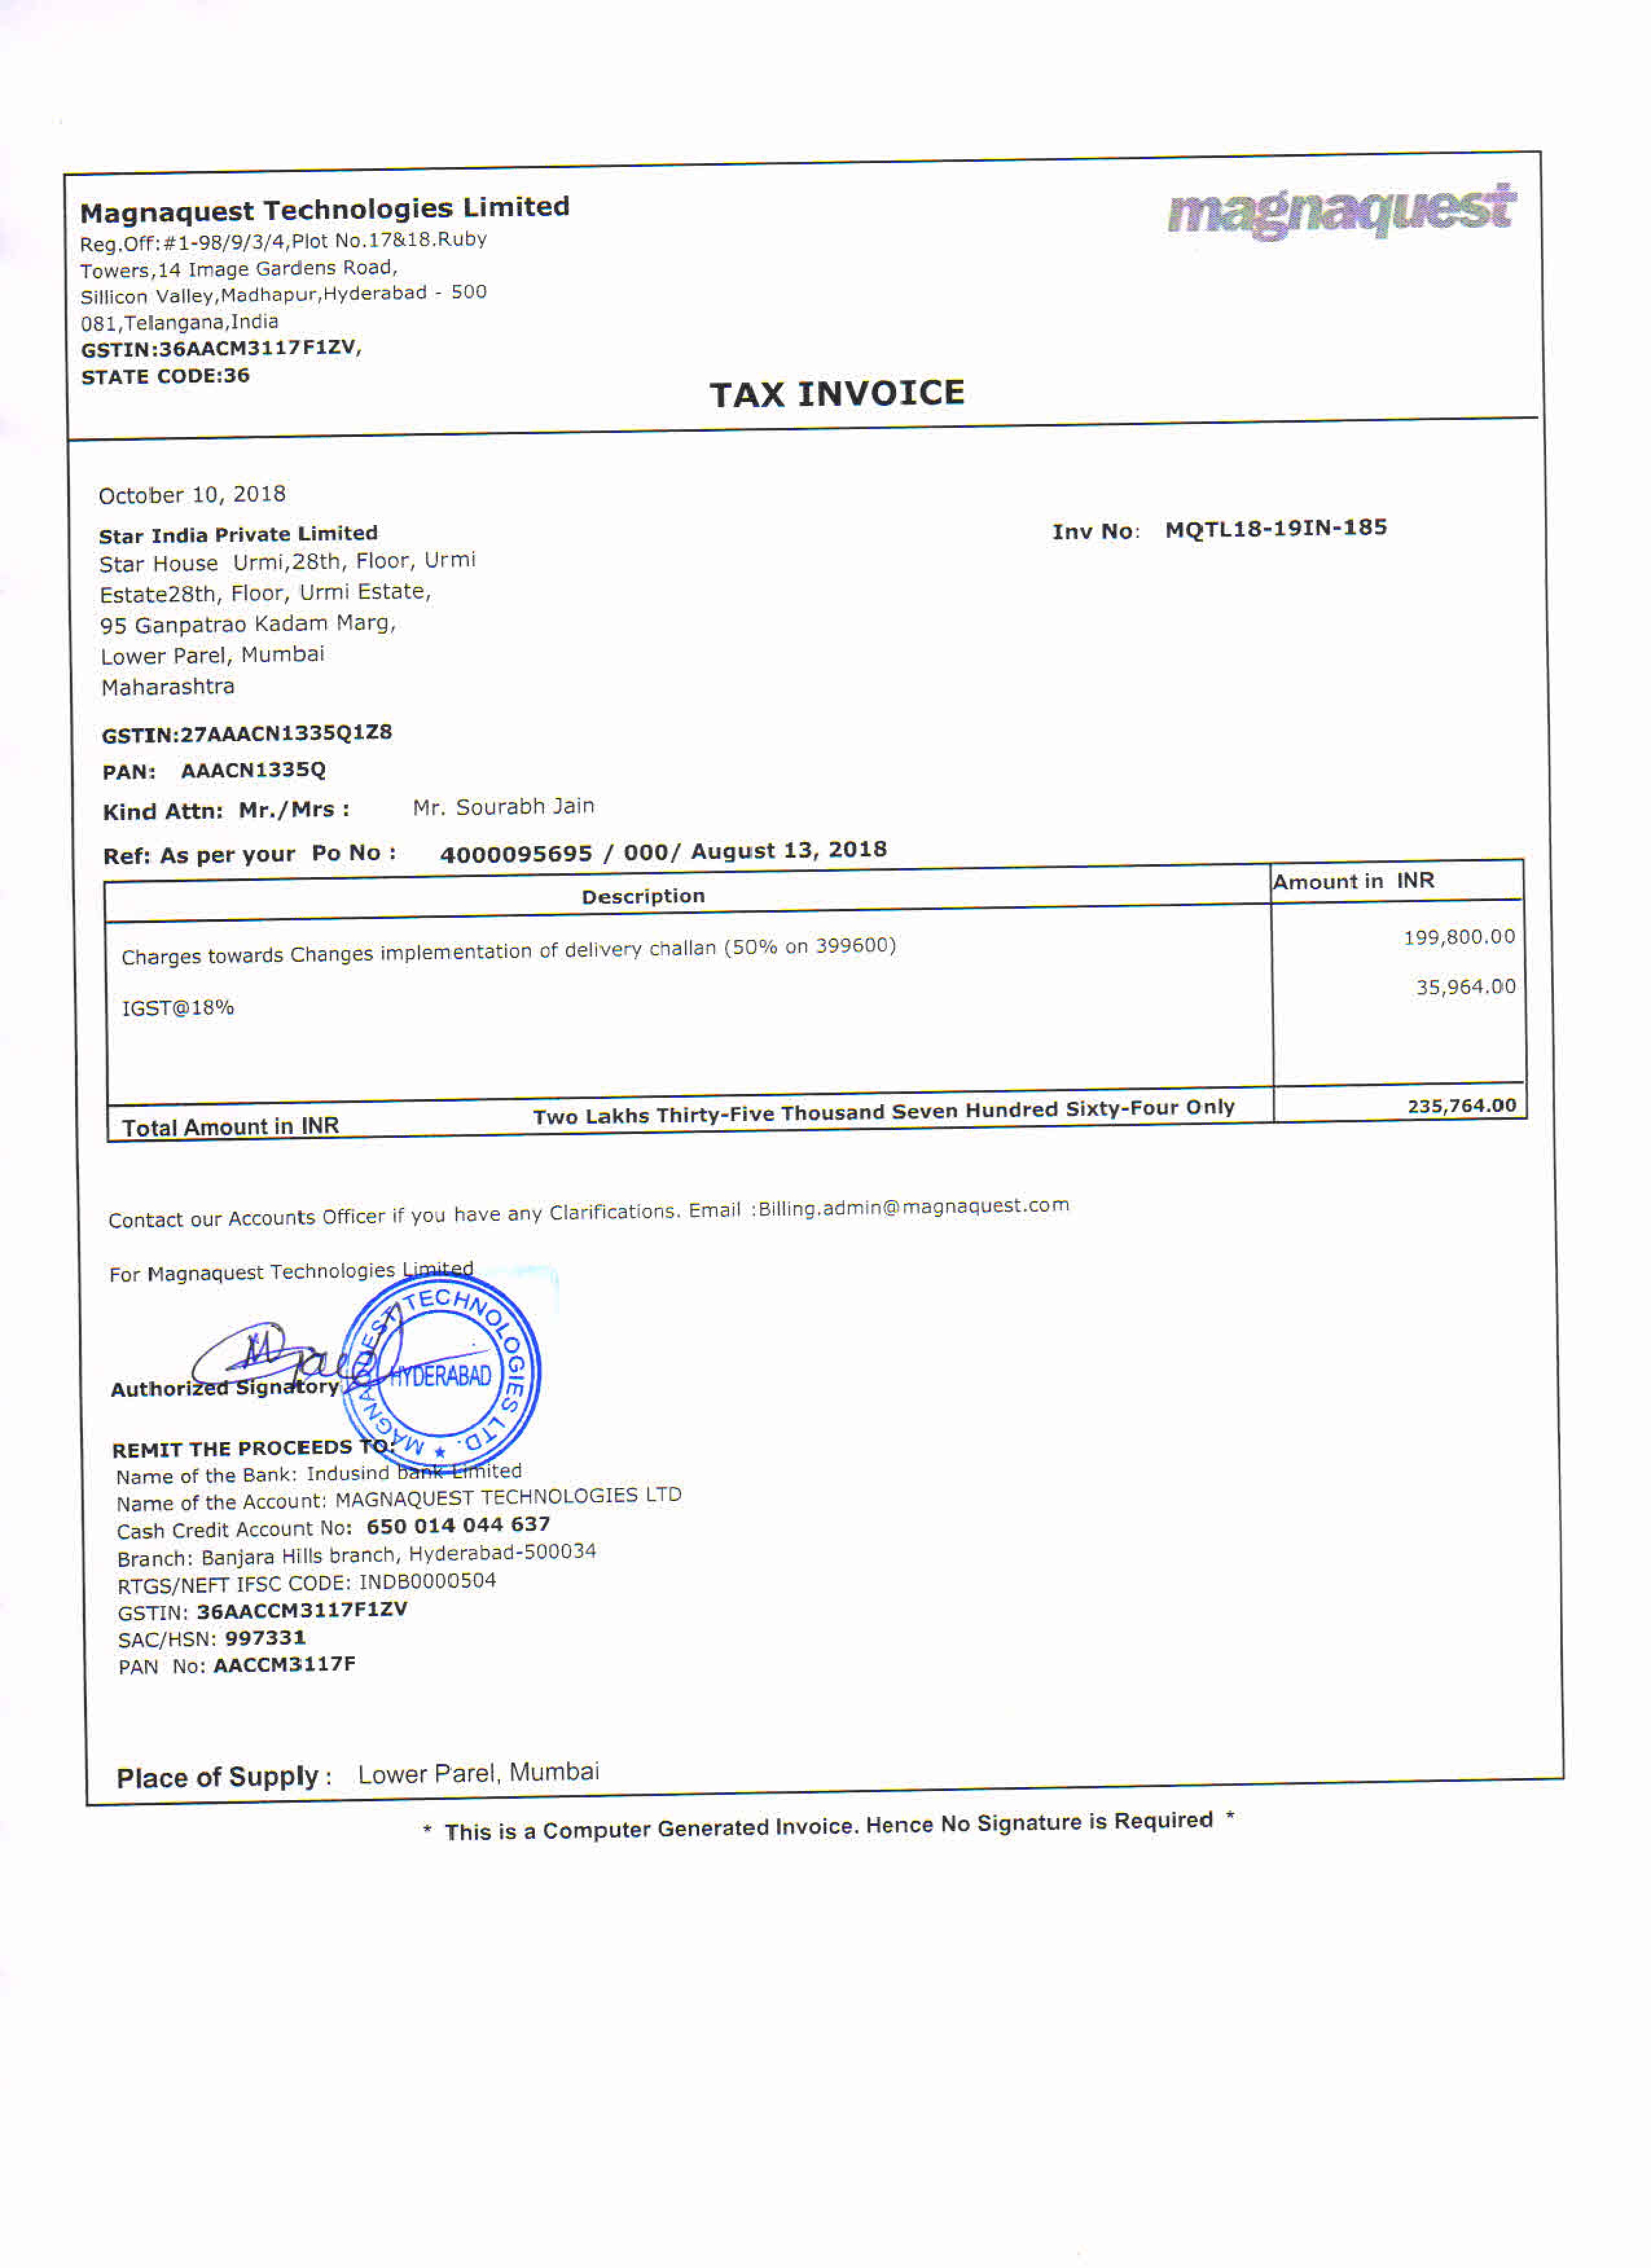 Magnaquest Technologies Limited
magnaquest
Reg.Off:#1-98/9/3/4,Plot No.17&18.Ruby
Towers,14 Image Gardens Road,
Sillicon Valley,Madhapur,Hyderabad - 500
081,Telangana,India
GSTIN:36AACM3117F1ZV,
STATE CODE:36
TAX INVOICE
October 10, 2018
Star India Private Limited
Inv No: MQTL18-19IN-185
Star House Urmi,28th, Floor, Urmi
Estate28th, Floor, Urmi Estate,
95 Ganpatrao Kadam Marg,
Lower Parel, Mumbai
Maharashtra
GSTIN:27AAACN1335Q1Z8
PAN: AAACN1335Q
Kind Attn: Mr./Mrs : Mr. Sourabh Jain
Ref: As per your Po No : 4000095695 / 000/ August 13, 2018
Description Amount in INR
Charges towards Changes implementation of delivery challan (50% on 399600) 199,800.00
IGST@18% 35,964.00
Total Amount in INR Two Lakhs Thirty-Five Thousand Seven Hundred Sixty-Four Only 235,764.00
Contact our Accounts Officer if you have any Clarifications. Email :Billing.admin@magnaquest.com
For Magnaquest Technologies Limited
MAGNAQUEST TECHNOLOGIES LTD. ★
HYDERABAD
Authorized Signatory
REMIT THE PROCEEDS TO:
Name of the Bank: Indusind bank Limited
Name of the Account: MAGNAQUEST TECHNOLOGIES LTD
Cash Credit Account No: 650 014 044 637
Branch: Banjara Hills branch, Hyderabad-500034
RTGS/NEFT IFSC CODE: INDB0000504
GSTIN: 36AACCM3117F1ZV
SAC/HSN: 997331
PAN No: AACCM3117F
Place of Supply : Lower Parel, Mumbai
* This is a Computer Generated Invoice. Hence No Signature is Required *